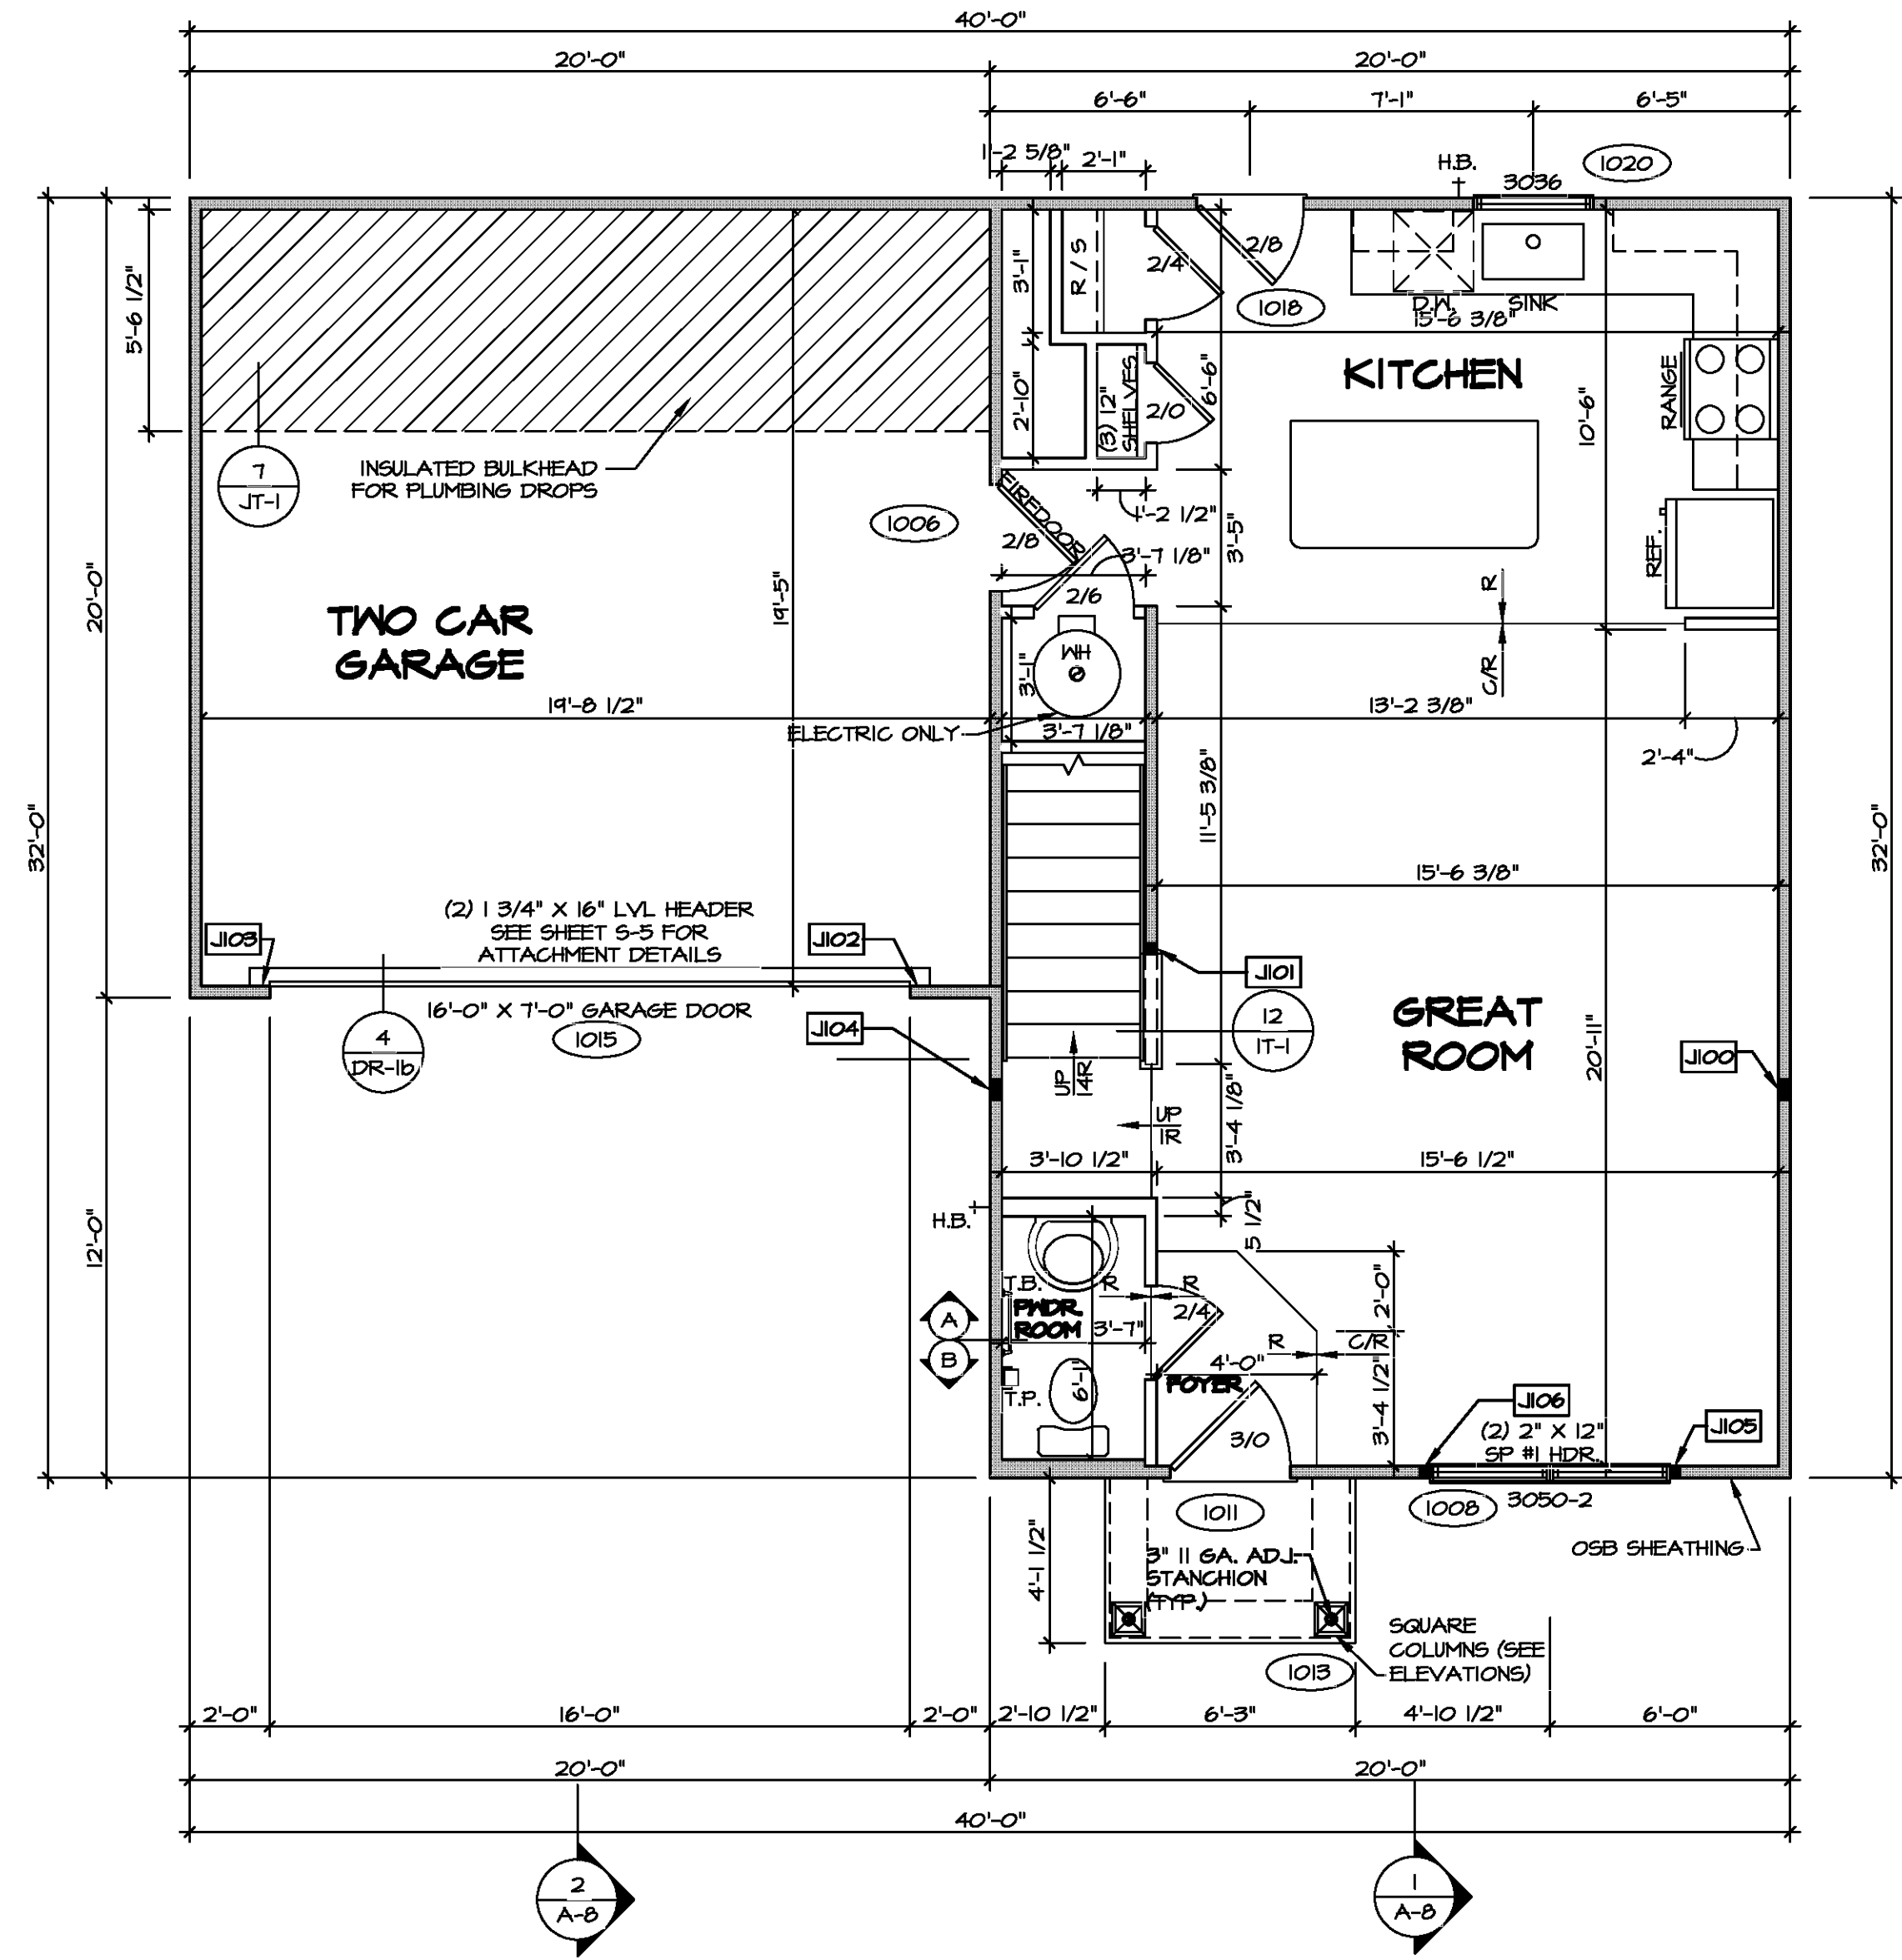 40'-0"
20'-0"
20'-0"
6'-6"
7'-1"
6'-5"
1'-2 5/8"
2'-1"
H.B.
1020
3036
5'-6 1/2"
3'-1"
R / S
2/4
2/8
1018
D.W.
SINK
15'-6 3/8"
KITCHEN
RANGE
2'-10"
(3) 12"
SHELVES
2/0
6'-6"
10'-6"
7
JT-1
INSULATED BULKHEAD
FOR PLUMBING DROPS
1006
FIREDOOR
2/8
1'-2 1/2"
3'-7 1/8"
3'-5"
REF.
2/6
R
C/R
20'-0"
TWO CAR
GARAGE
19'-5"
WH
3'-1"
19'-8 1/2"
ELECTRIC ONLY
3'-7 1/8"
13'-2 3/8"
2'-4"
32'-0"
32'-0"
11'-5 3/8"
15'-6 3/8"
(2) 1 3/4" X 16" LVL HEADER
SEE SHEET S-5 FOR
ATTACHMENT DETAILS
J103
J102
J101
16'-0" X 7'-0" GARAGE DOOR
1015
4
DR-1b
J104
12
IT-1
GREAT
ROOM
20'-11"
J100
UP
14R
UP
1R
3'-4 1/8"
3'-10 1/2"
15'-6 1/2"
12'-0"
H.B.
5 1/2"
T.B.
R
R
PWDR.
ROOM
3'-7"
2/4
2'-0"
A
B
R
C/R
4'-0"
FOYER
T.P.
6'-1"
3/0
3'-4 1/2"
J106
(2) 2" X 12"
SP #1 HDR.
J105
1011
1008
3050-2
OSB SHEATHING
4'-1 1/2"
3" 11 GA. ADJ.
STANCHION
(TYP.)
SQUARE
COLUMNS (SEE
ELEVATIONS)
1013
2'-0"
16'-0"
2'-0"
2'-10 1/2"
6'-3"
4'-10 1/2"
6'-0"
20'-0"
20'-0"
40'-0"
2
A-8
1
A-8